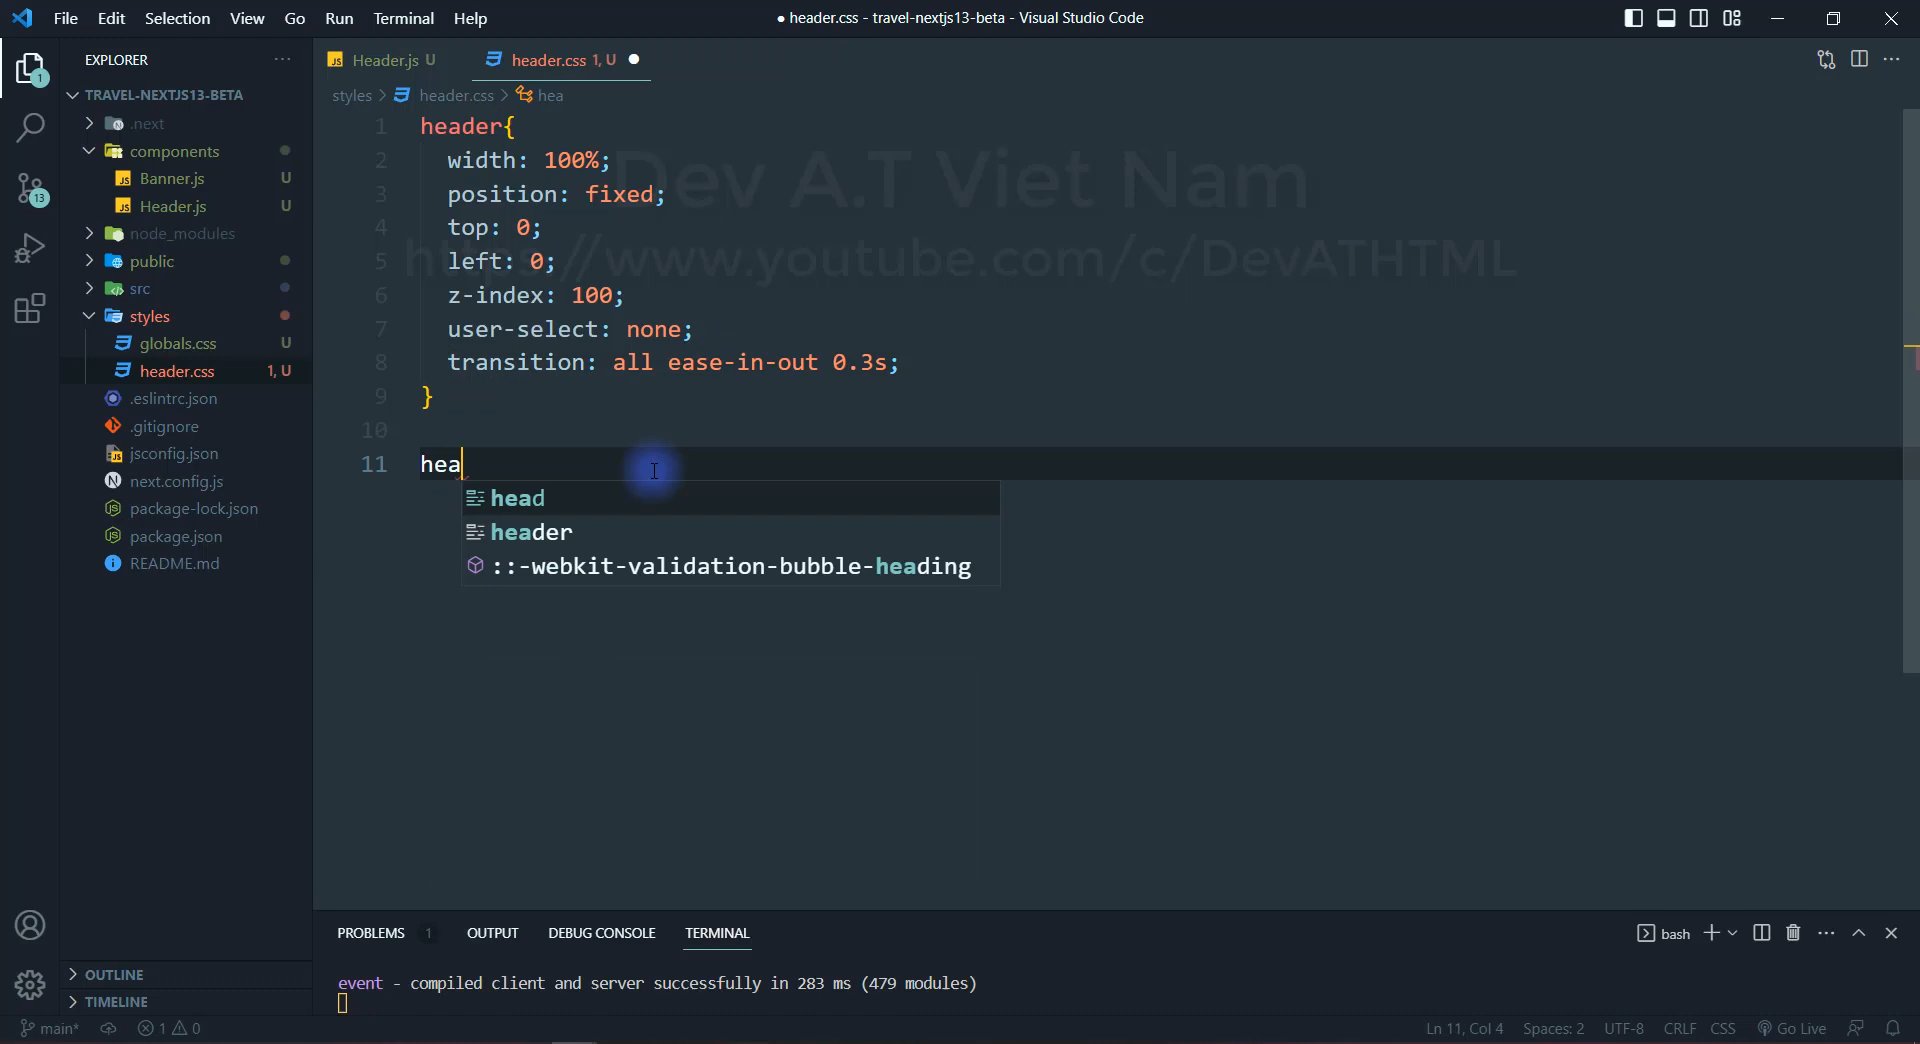 File Edit Selection View Go Run Terminal Help
● header.css - travel-nextjs13-beta - Visual Studio Code
EXPLORER
TRAVEL-NEXTJS13-BETA
.next
components
Banner.js U
Header.js U
node_modules
public
src
styles
globals.css U
header.css 1, U
.eslintrc.json
.gitignore
jsconfig.json
next.config.js
package-lock.json
package.json
README.md
OUTLINE
TIMELINE
1
13
Header.js U
header.css 1, U
styles > header.css > hea
1 header{
2 width: 100%;
3 position: fixed;
4 top: 0;
5 left: 0;
6 z-index: 100;
7 user-select: none;
8 transition: all ease-in-out 0.3s;
9 }
10
11 hea
head
header
::-webkit-validation-bubble-heading
Dev A.T Viet Nam
https://www.youtube.com/c/DevATHTML
PROBLEMS 1 OUTPUT DEBUG CONSOLE TERMINAL
bash
event - compiled client and server successfully in 283 ms (479 modules)
main* 1 0
Ln 11, Col 4 Spaces: 2 UTF-8 CRLF CSS Go Live